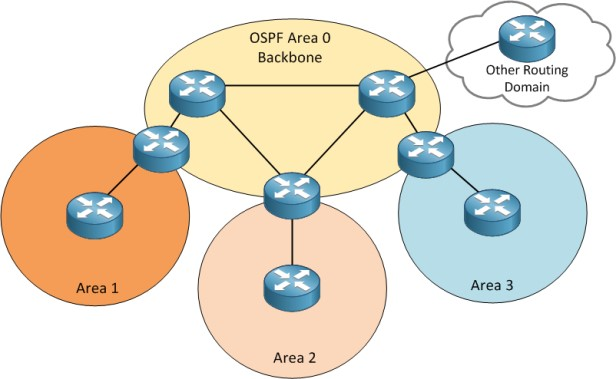 OSPF Area 0
Backbone
Other Routing
Domain
Area 1
Area 2
Area 3